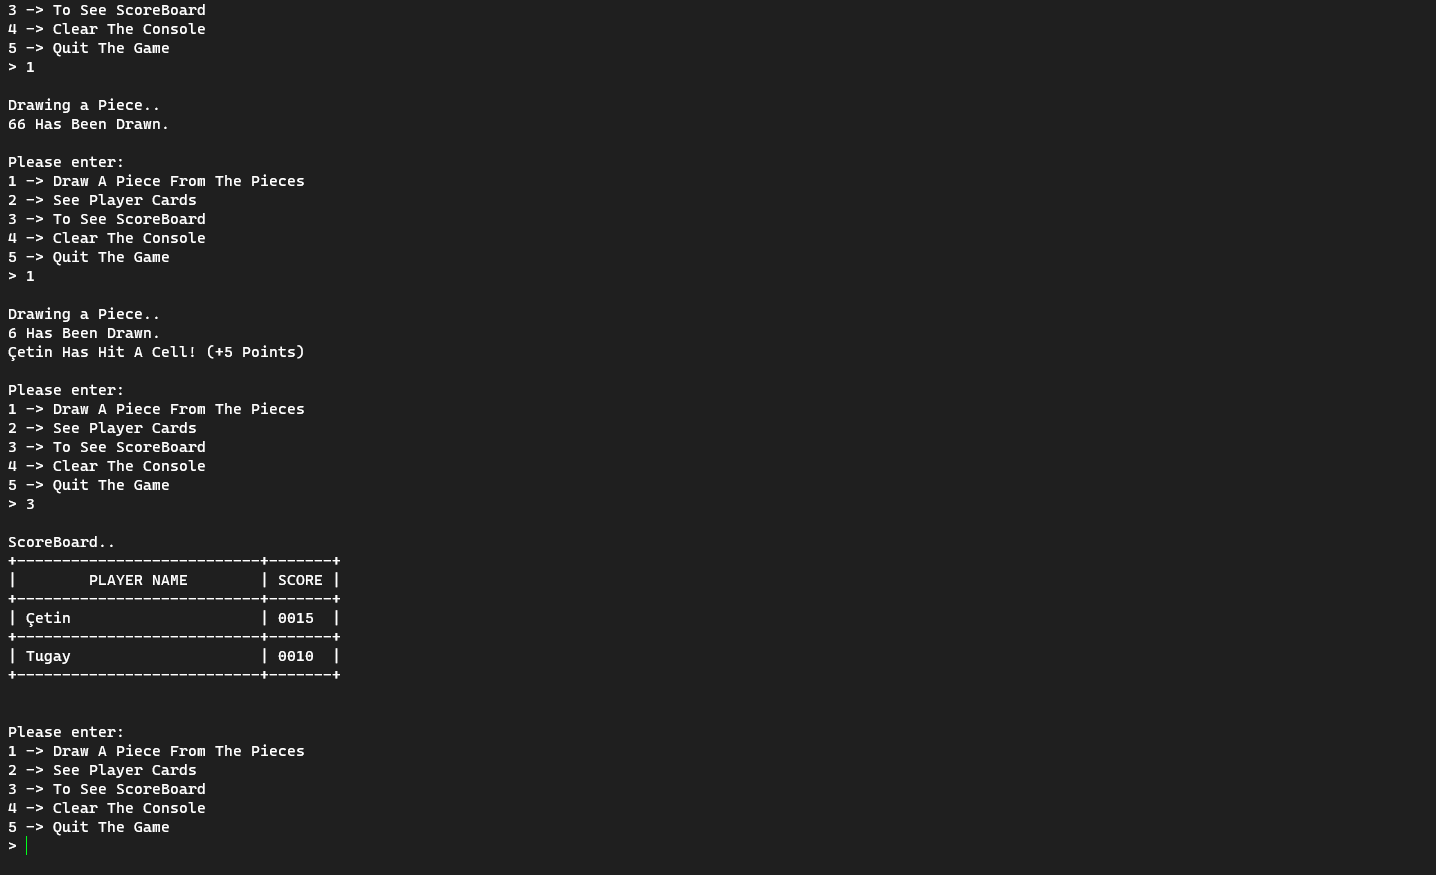 3 -> To See ScoreBoard
4 -> Clear The Console
5 -> Quit The Game
> 1

Drawing a Piece..
66 Has Been Drawn.

Please enter:
1 -> Draw A Piece From The Pieces
2 -> See Player Cards
3 -> To See ScoreBoard
4 -> Clear The Console
5 -> Quit The Game
> 1

Drawing a Piece..
6 Has Been Drawn.
Çetin Has Hit A Cell! (+5 Points)

Please enter:
1 -> Draw A Piece From The Pieces
2 -> See Player Cards
3 -> To See ScoreBoard
4 -> Clear The Console
5 -> Quit The Game
> 3

ScoreBoard..
+---------------------------+-------+
|        PLAYER NAME        | SCORE |
+---------------------------+-------+
| Çetin                     | 0015  |
+---------------------------+-------+
| Tugay                     | 0010  |
+---------------------------+-------+


Please enter:
1 -> Draw A Piece From The Pieces
2 -> See Player Cards
3 -> To See ScoreBoard
4 -> Clear The Console
5 -> Quit The Game
>